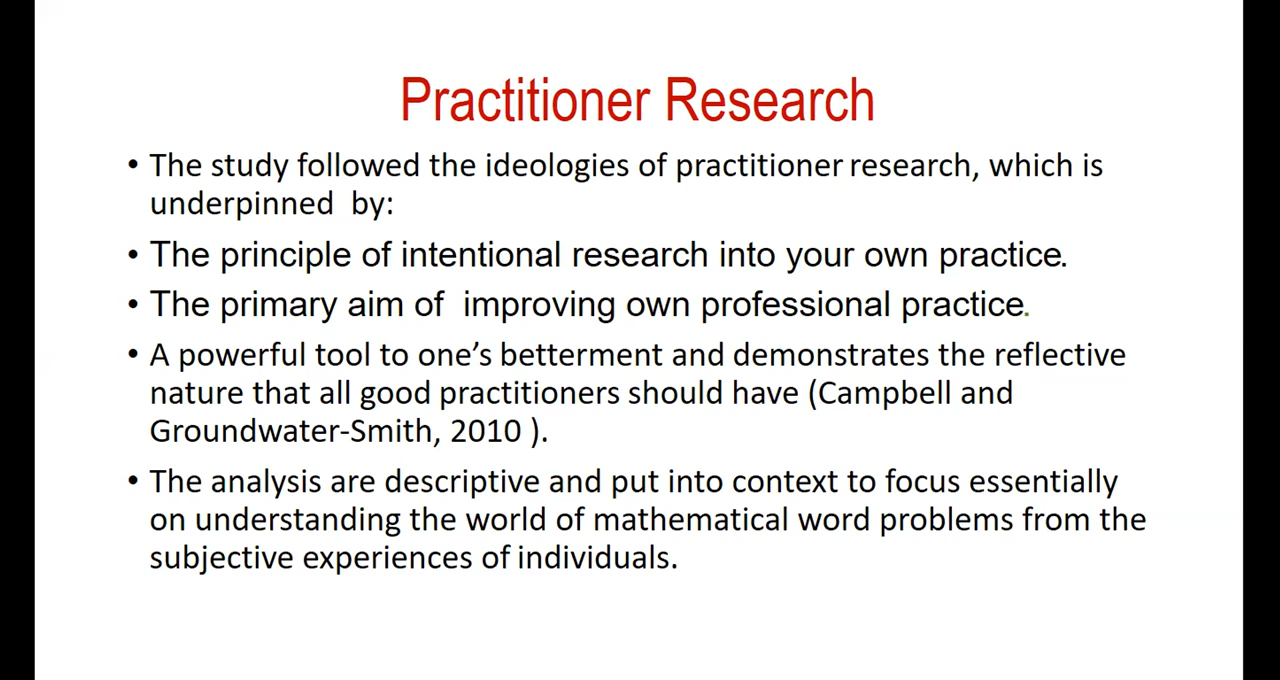 Practitioner Research
• The study followed the ideologies of practitioner research, which is
underpinned  by:
• The principle of intentional research into your own practice.
• The primary aim of  improving own professional practice.
• A powerful tool to one’s betterment and demonstrates the reflective
nature that all good practitioners should have (Campbell and
Groundwater-Smith, 2010 ).
• The analysis are descriptive and put into context to focus essentially
on understanding the world of mathematical word problems from the
subjective experiences of individuals.